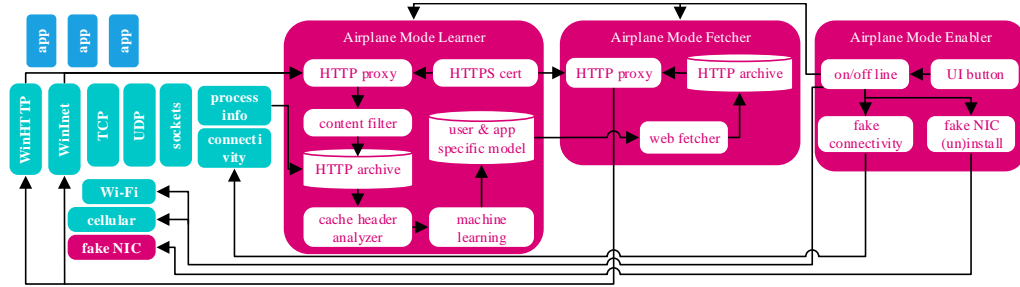 app
app
app
WinHTTP
WinInet
TCP
UDP
sockets
process
info
connecti
vity
Wi-Fi
cellular
fake NIC
Airplane Mode Learner
HTTP proxy
HTTPS cert
content filter
HTTP archive
user & app
specific model
cache header
analyzer
machine
learning
Airplane Mode Fetcher
HTTP proxy
HTTP archive
web fetcher
Airplane Mode Enabler
on/off line
UI button
fake
connectivity
fake NIC
(un)install